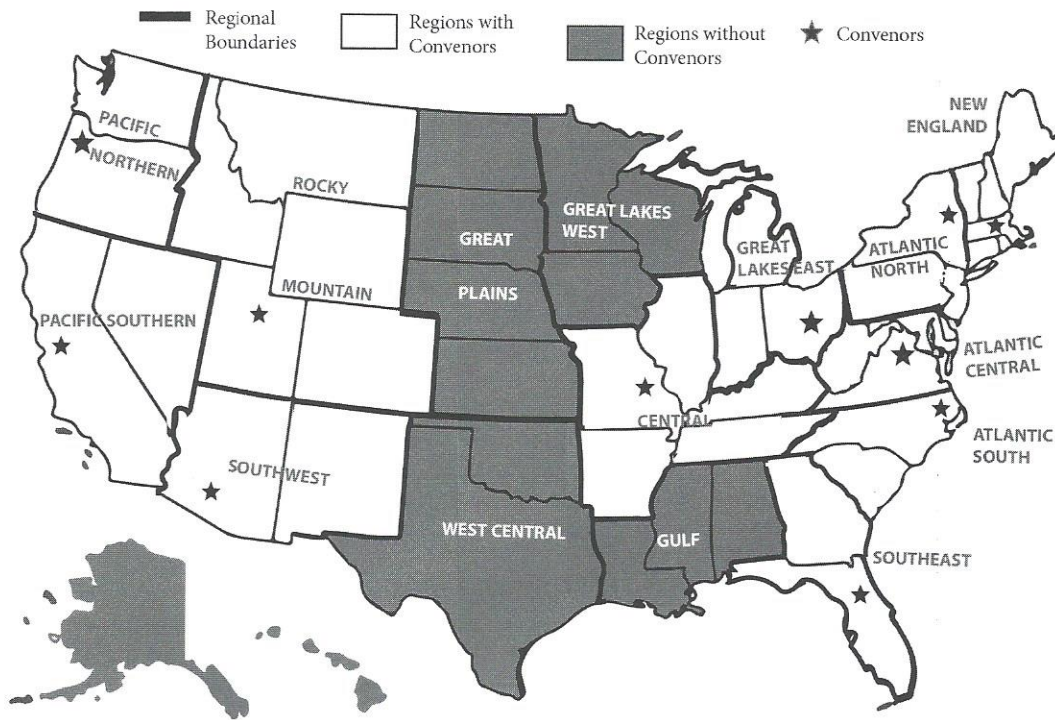 Regional
Boundaries
Regions with
Convenors
Regions without
Convenors
Convenors
PACIFIC
NORTHERN
ROCKY
MOUNTAIN
PACIFIC SOUTHERN
SOUTHWEST
GREAT
PLAINS
GREAT LAKES
WEST
GREAT
LAKES EAST
CENTRAL
WEST CENTRAL
GULF
NEW
ENGLAND
ATLANTIC
NORTH
ATLANTIC
CENTRAL
ATLANTIC
SOUTH
SOUTHEAST